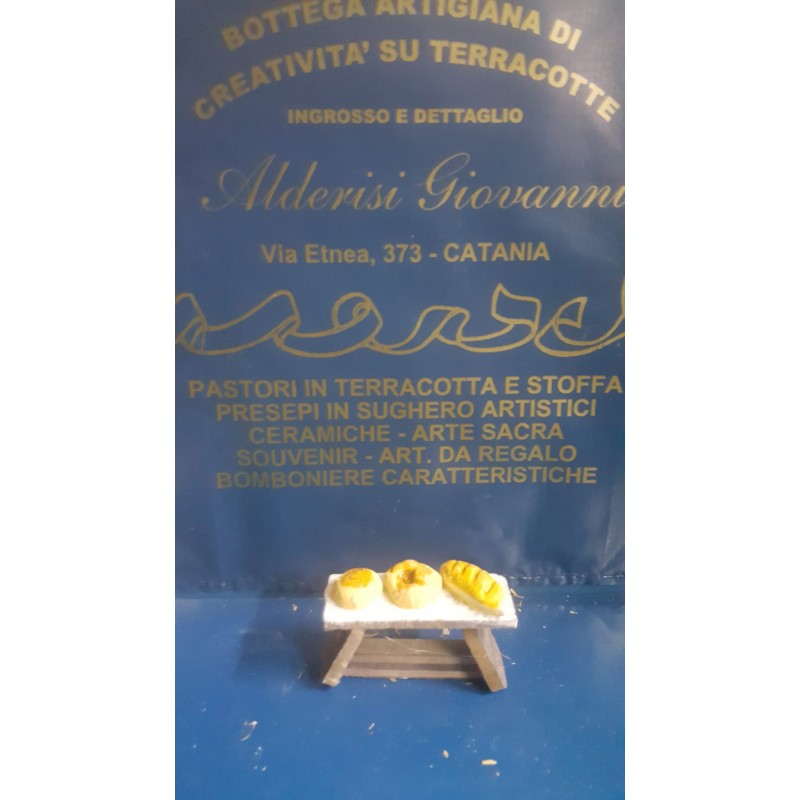 BOTTEGA ARTIGIANA DI
CREATIVITA' SU TERRACOTTE
INGROSSO E DETTAGLIO
Alderisi Giovanni
Via Etnea, 373 - CATANIA
PASTORI IN TERRACOTTA E STOFFA
PRESEPI IN SUGHERO ARTISTICI
CERAMICHE - ARTE SACRA
SOUVENIR - ART. DA REGALO
BOMBONIERE CARATTERISTICHE